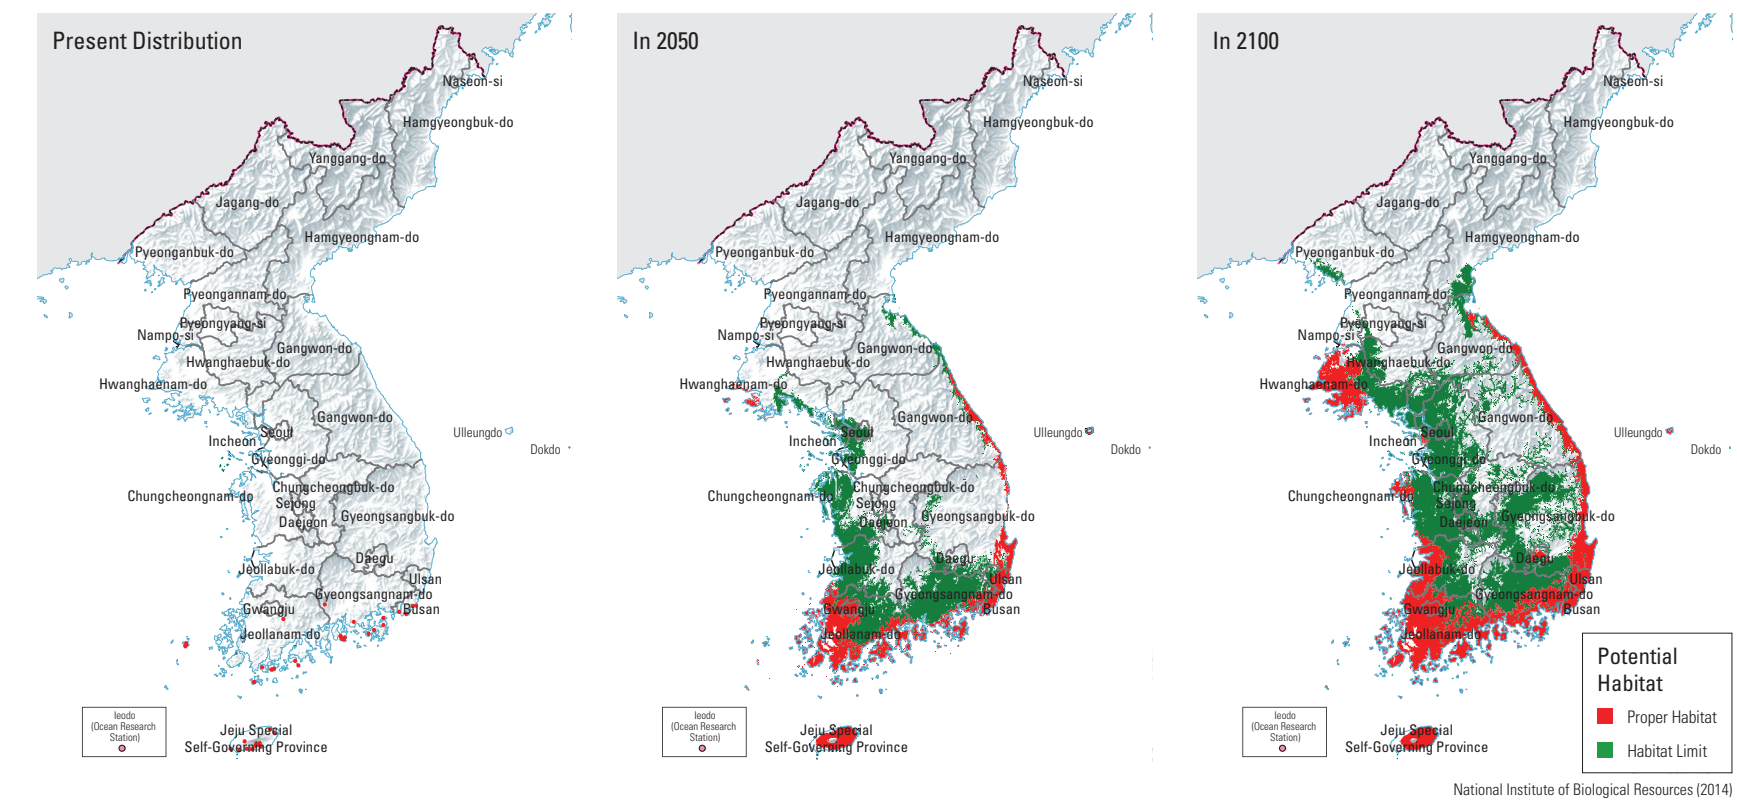 Present Distribution
Naseon-si
Hamgyeongbuk-do
Yanggang-do
Jagang-do
Hamgyeongnam-do
Pyeonganbuk-do
Pyeongannam-do
Pyeongyang-si
Nampo-si
Gangwon-do
Hwanghaebuk-do
Hwanghaenam-do
Gangwon-do
Seoul
Incheon
Ulleungdo
Dokdo
Gyeonggi-do
Chungcheongbuk-do
Chungcheongnam-do
Sejong
Gyeongsangbuk-do
Daejeon
Daegu
Jeollabuk-do
Ulsan
Gyeongsangnam-do
Gwangju
Busan
Jeollanam-do
Ieodo
(Ocean Research
Station)
Jeju Special
Self-Governing Province
In 2050
Naseon-si
Hamgyeongbuk-do
Yanggang-do
Jagang-do
Hamgyeongnam-do
Pyeonganbuk-do
Pyeongannam-do
Pyeongyang-si
Nampo-si
Gangwon-do
Hwanghaebuk-do
Hwanghaenam-do
Gangwon-do
Seoul
Incheon
Ulleungdo
Dokdo
Gyeonggi-do
Chungcheongbuk-do
Chungcheongnam-do
Sejong
Gyeongsangbuk-do
Daejeon
Daegu
Jeollabuk-do
Ulsan
Gyeongsangnam-do
Gwangju
Busan
Jeollanam-do
Ieodo
(Ocean Research
Station)
Jeju Special
Self-Governing Province
In 2100
Naseon-si
Hamgyeongbuk-do
Yanggang-do
Jagang-do
Hamgyeongnam-do
Pyeonganbuk-do
Pyeongannam-do
Pyeongyang-si
Nampo-si
Gangwon-do
Hwanghaebuk-do
Hwanghaenam-do
Gangwon-do
Seoul
Incheon
Ulleungdo
Dokdo
Gyeonggi-do
Chungcheongbuk-do
Chungcheongnam-do
Sejong
Gyeongsangbuk-do
Daejeon
Daegu
Jeollabuk-do
Ulsan
Gyeongsangnam-do
Gwangju
Busan
Jeollanam-do
Ieodo
(Ocean Research
Station)
Jeju Special
Self-Governing Province
Potential
Habitat
Proper Habitat
Habitat Limit
National Institute of Biological Resources (2014)